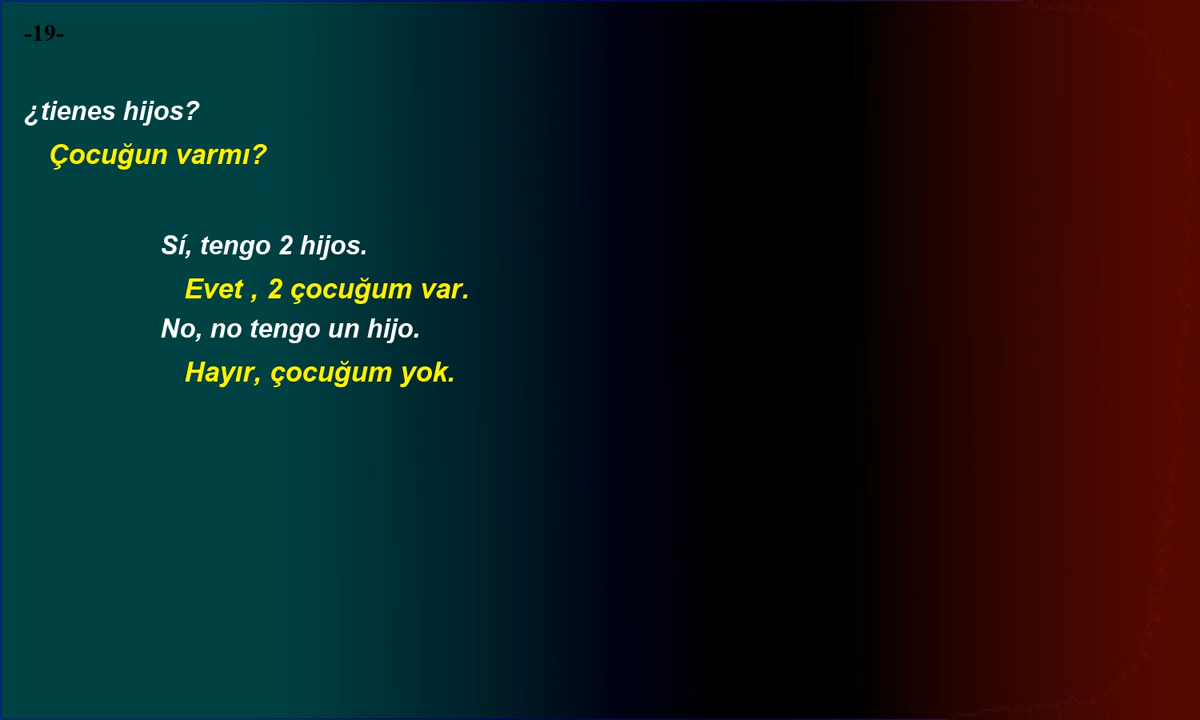 -19-
¿tienes hijos?
Çocuğun varmı?
Sí, tengo 2 hijos.
Evet , 2 çocuğum var.
No, no tengo un hijo.
Hayır, çocuğum yok.